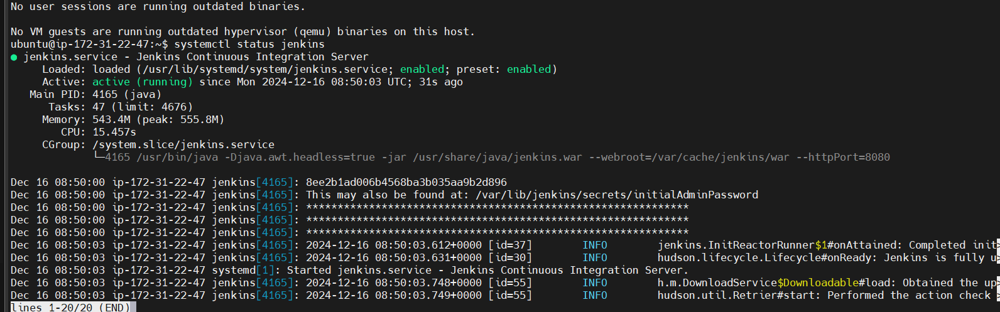 No user sessions are running outdated binaries.
No VM guests are running outdated hypervisor (qemu) binaries on this host.
ubuntu@ip-172-31-22-47:~$ systemctl status jenkins
● jenkins.service - Jenkins Continuous Integration Server
Loaded: loaded (/usr/lib/systemd/system/jenkins.service; enabled; preset: enabled)
Active: active (running) since Mon 2024-12-16 08:50:03 UTC; 31s ago
Main PID: 4165 (java)
Tasks: 47 (limit: 4676)
Memory: 543.4M (peak: 555.8M)
CPU: 15.457s
CGroup: /system.slice/jenkins.service
└─4165 /usr/bin/java -Djava.awt.headless=true -jar /usr/share/java/jenkins.war --webroot=/var/cache/jenkins/war --httpPort=8080
Dec 16 08:50:00 ip-172-31-22-47 jenkins[4165]: 8ee2b1ad006b4568ba3b035aa9b2d896
Dec 16 08:50:00 ip-172-31-22-47 jenkins[4165]: This may also be found at: /var/lib/jenkins/secrets/initialAdminPassword
Dec 16 08:50:00 ip-172-31-22-47 jenkins[4165]: *************************************************************
Dec 16 08:50:00 ip-172-31-22-47 jenkins[4165]: *************************************************************
Dec 16 08:50:00 ip-172-31-22-47 jenkins[4165]: *************************************************************
Dec 16 08:50:03 ip-172-31-22-47 jenkins[4165]: 2024-12-16 08:50:03.612+0000 [id=37] INFO jenkins.InitReactorRunner$1#onAttained: Completed init>
Dec 16 08:50:03 ip-172-31-22-47 jenkins[4165]: 2024-12-16 08:50:03.631+0000 [id=30] INFO hudson.lifecycle.Lifecycle#onReady: Jenkins is fully u>
Dec 16 08:50:03 ip-172-31-22-47 systemd[1]: Started jenkins.service - Jenkins Continuous Integration Server.
Dec 16 08:50:03 ip-172-31-22-47 jenkins[4165]: 2024-12-16 08:50:03.748+0000 [id=55] INFO h.m.DownloadService$Downloadable#load: Obtained the up>
Dec 16 08:50:03 ip-172-31-22-47 jenkins[4165]: 2024-12-16 08:50:03.749+0000 [id=55] INFO hudson.util.Retrier#start: Performed the action check >
lines 1-20/20 (END)